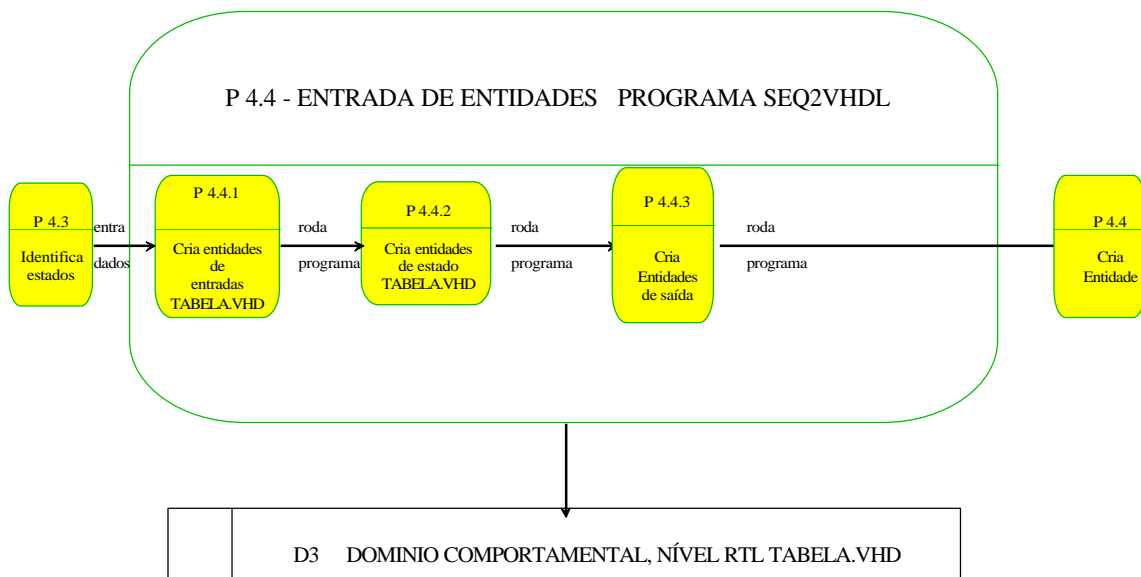 P 4.4 - ENTRADA DE ENTIDADES PROGRAMA SEQ2VHDL
P 4.3
Identifica
estados
entra
dados
P 4.4.1
Cria entidades
de
entradas
TABELA.VHD
roda
programa
P 4.4.2
Cria entidades
de estado
TABELA.VHD
roda
programa
P 4.4.3
Cria
Entidades
de saída
roda
programa
P 4.4
Cria
Entidade
D3 DOMINIO COMPORTAMENTAL, NÍVEL RTL TABELA.VHD